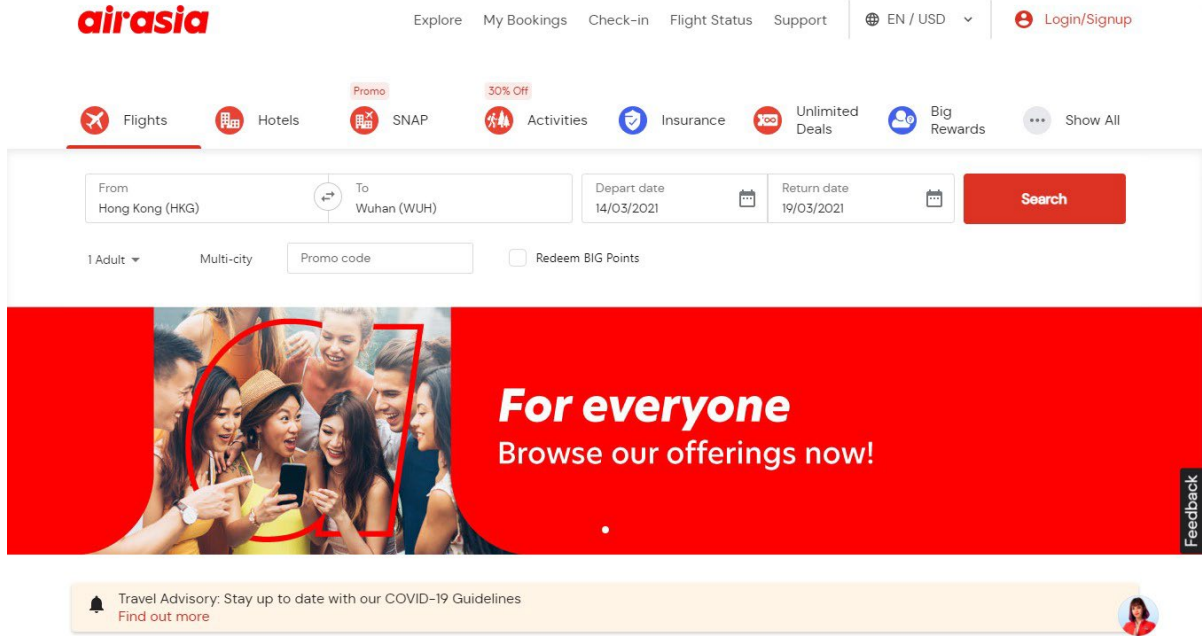 airasia
Explore My Bookings Check-in Flight Status Support EN / USD Login/Signup
Promo 30% Off
Flights Hotels SNAP Activities Insurance Unlimited Deals Big Rewards Show All
From To Depart date Return date
Hong Kong (HKG) Wuhan (WUH) 14/03/2021 19/03/2021 Search
1 Adult Multi-city Promo code Redeem BIG Points
For everyone
Browse our offerings now!
Feedback
Travel Advisory: Stay up to date with our COVID-19 Guidelines
Find out more